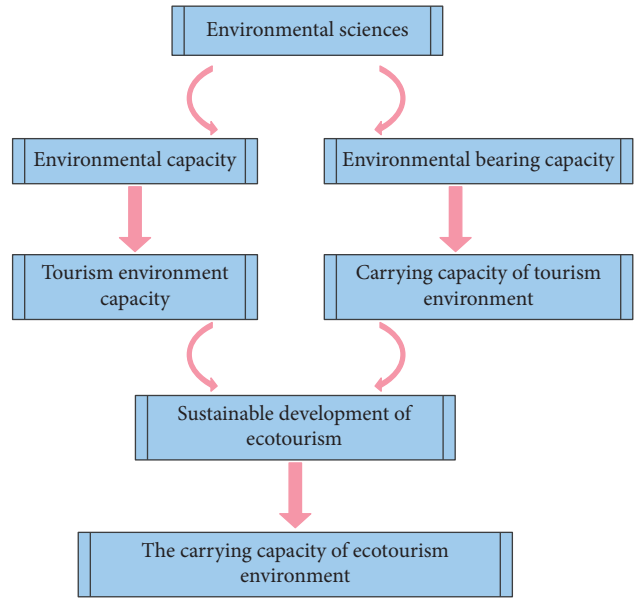 Environmental sciences
Environmental capacity
Environmental bearing capacity
Tourism environment
capacity
Carrying capacity of tourism
environment
Sustainable development of
ecotourism
The carrying capacity of ecotourism
environment